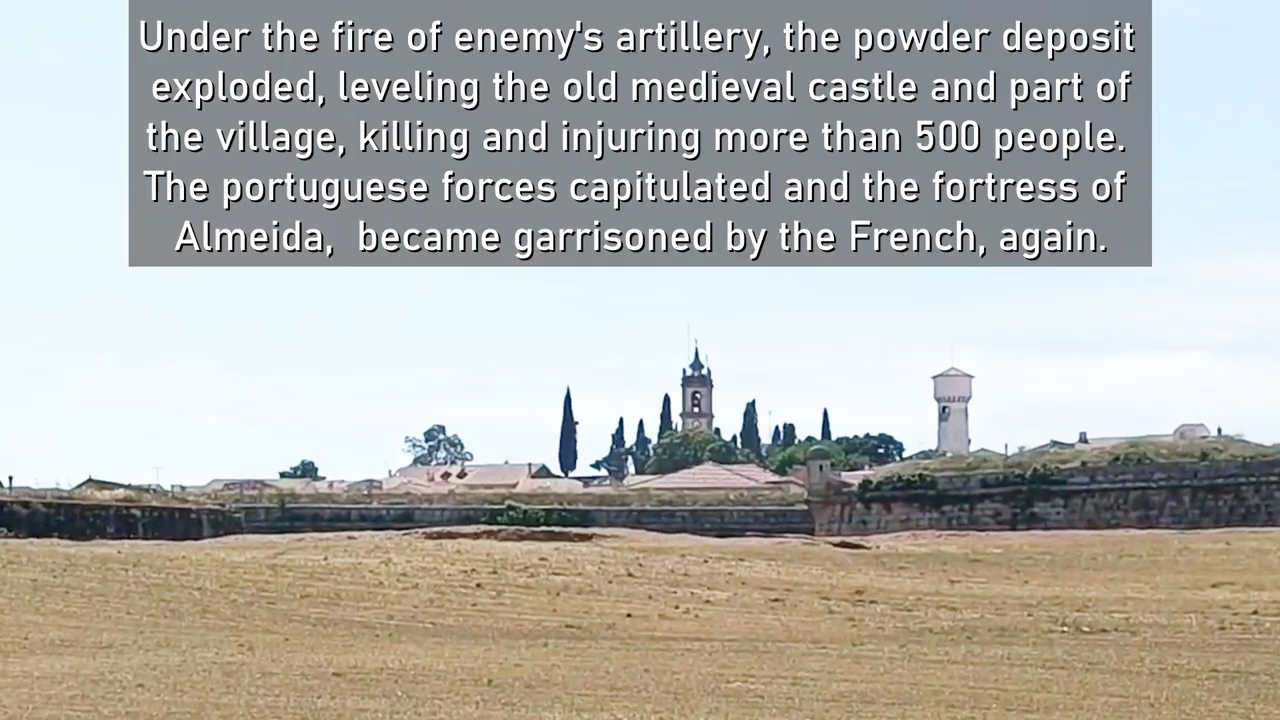 Under the fire of enemy's artillery, the powder deposit
exploded, leveling the old medieval castle and part of
the village, killing and injuring more than 500 people.
The portuguese forces capitulated and the fortress of
Almeida,  became garrisoned by the French, again.